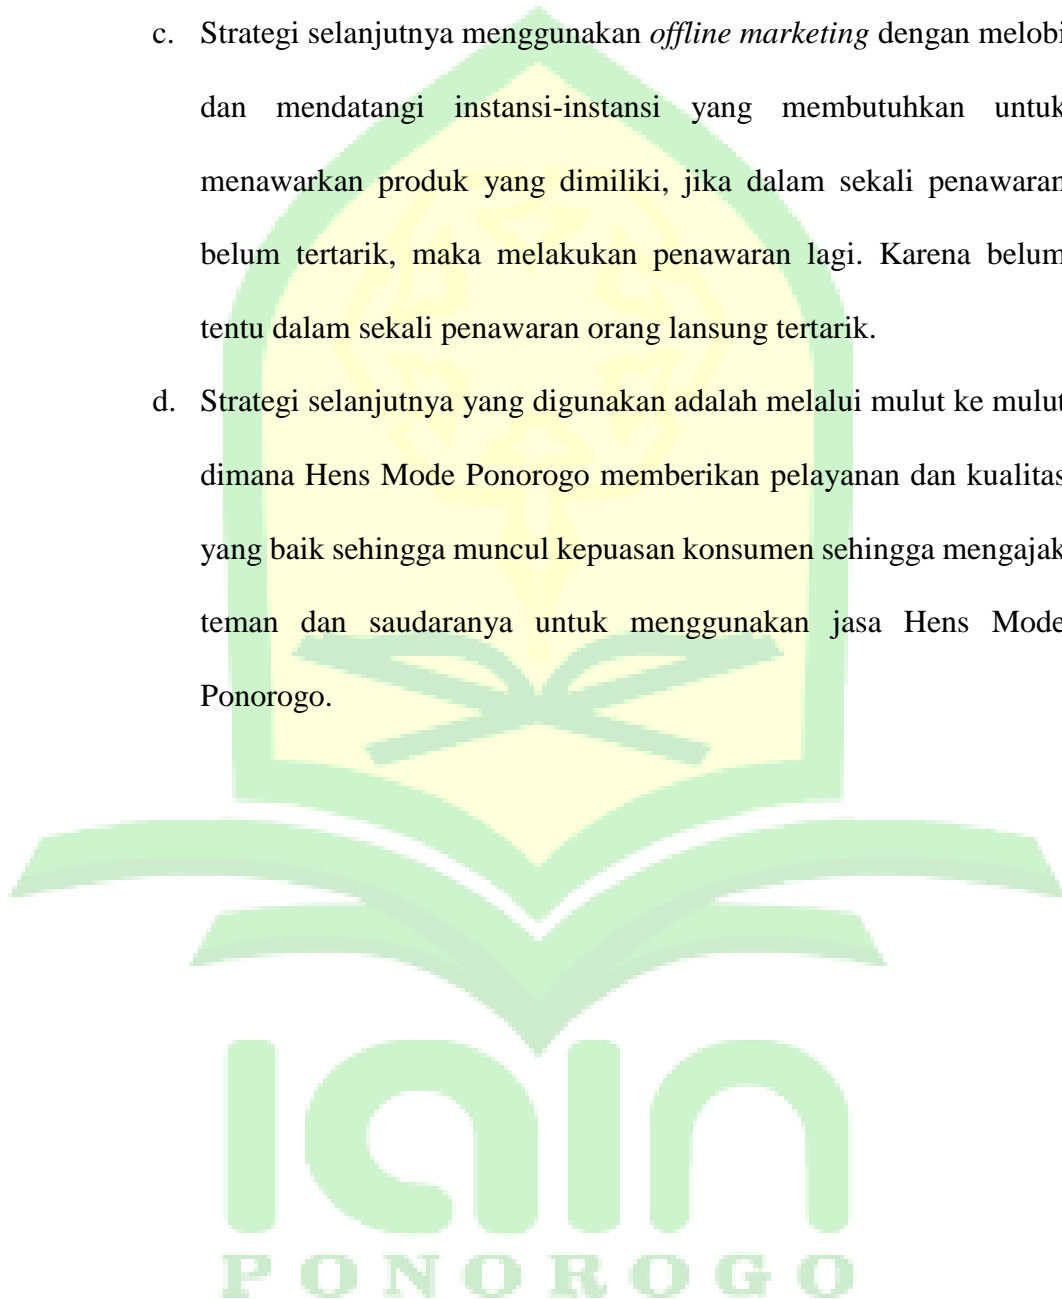 c. Strategi selanjutnya menggunakan offline marketing dengan melobi
dan mendatangi instansi-instansi yang membutuhkan untuk
menawarkan produk yang dimiliki, jika dalam sekali penawaran
belum tertarik, maka melakukan penawaran lagi. Karena belum
tentu dalam sekali penawaran orang lansung tertarik.
d. Strategi selanjutnya yang digunakan adalah melalui mulut ke mulut
dimana Hens Mode Ponorogo memberikan pelayanan dan kualitas
yang baik sehingga muncul kepuasan konsumen sehingga mengajak
teman dan saudaranya untuk menggunakan jasa Hens Mode
Ponorogo.
iain
PONOROGO